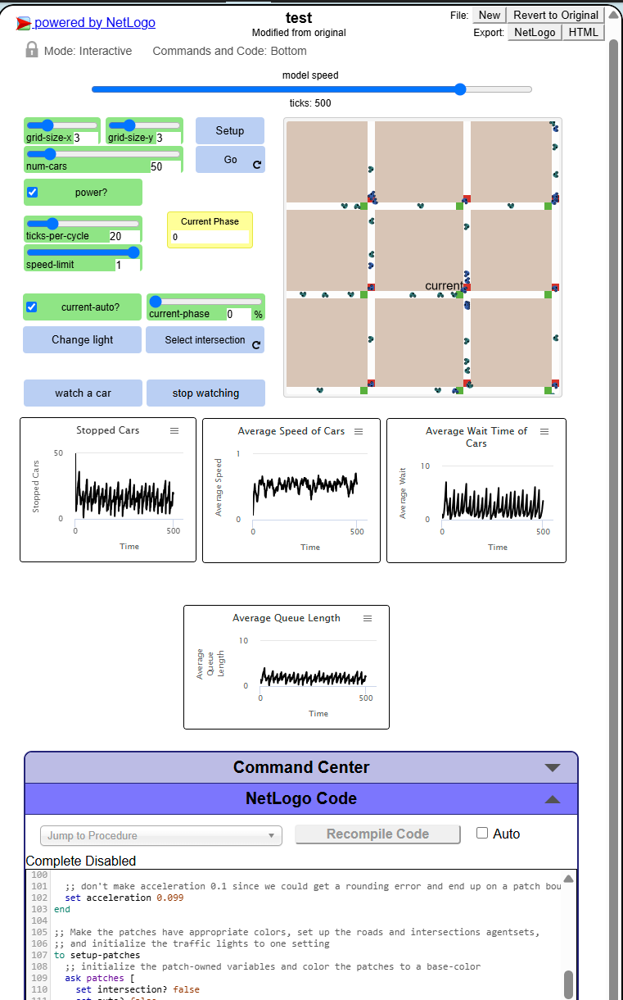 powered by NetLogo
test
Modified from original
File: New Revert to Original
Export: NetLogo HTML
Mode: Interactive Commands and Code: Bottom
model speed
ticks: 500
grid-size-x 3
grid-size-y 3
Setup
num-cars 50
Go
power?
ticks-per-cycle 20
Current Phase
0
speed-limit 1
current-auto?
current-phase 0 %
Change light
Select intersection
watch a car
stop watching
current
Stopped Cars
Stopped Cars
50
0
0
500
Time
Average Speed of Cars
Average Speed
1
0
0
500
Time
Average Wait Time of
Cars
Average Wait
10
0
0
500
Time
Average Queue Length
Average
Queue
Length
10
0
0
500
Time
Command Center
NetLogo Code
Jump to Procedure
Recompile Code
Auto
Complete Disabled
100
101 ;; don't make acceleration 0.1 since we could get a rounding error and end up on a patch bou
102 set acceleration 0.099
103 end
104
105 ;; Make the patches have appropriate colors, set up the roads and intersections agentsets,
106 ;; and initialize the traffic lights to one setting
107 to setup-patches
108 ;; initialize the patch-owned variables and color the patches to a base-color
109 ask patches [
110 set intersection? false
111 set auto? false